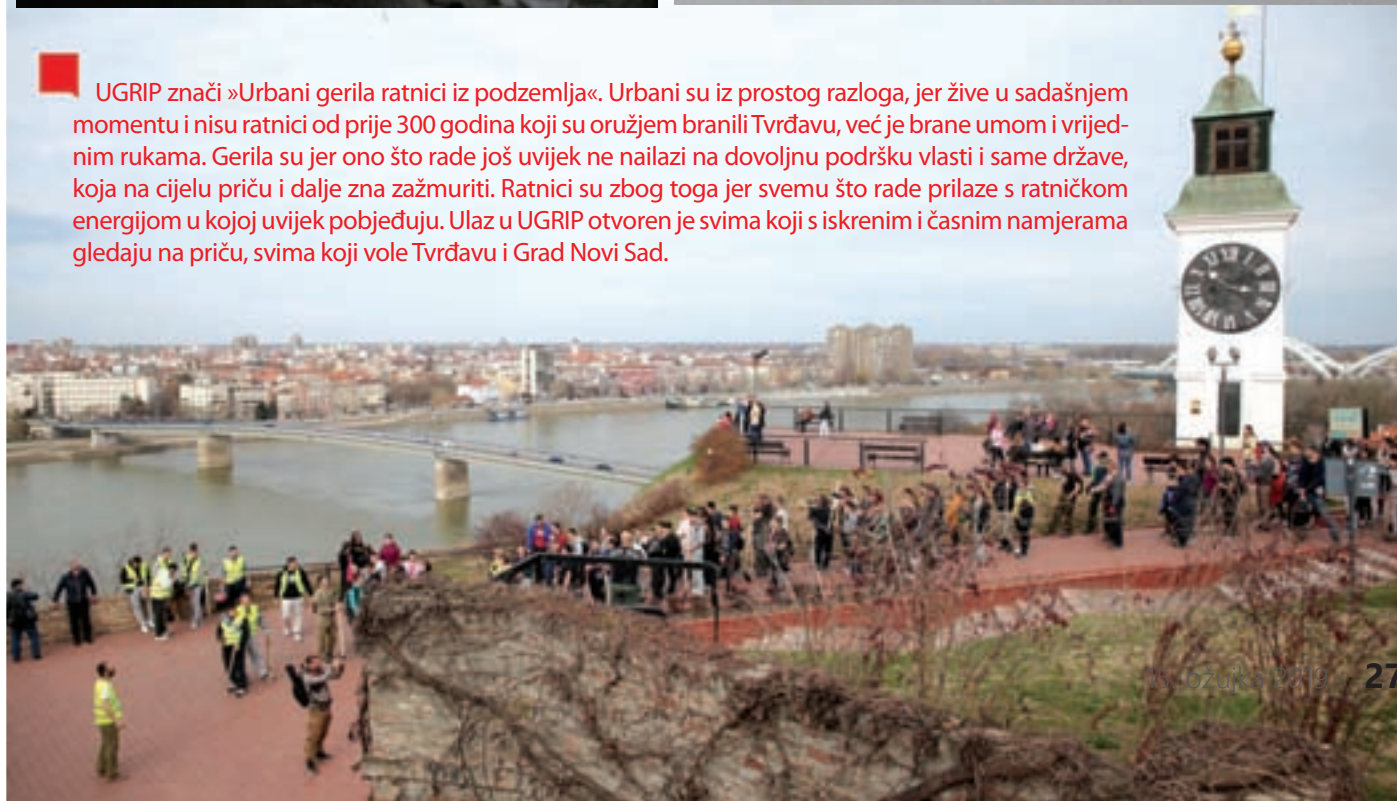 UGRIP znači »Urbani gerila ratnici iz podzemlja«. Urbani su iz prostog razloga, jer žive u sadašnjem
momentu i nisu ratnici od prije 300 godina koji su oružjem branili Tvrđavu, već je brane umom i vrijed-
nim rukama. Gerila su jer ono što rade još uvijek ne nailazi na dovoljnu podršku vlasti i same države,
koja na cijelu priču i dalje zna zažmuriti. Ratnici su zbog toga jer svemu što rade prilaze s ratničkom
energijom u kojoj uvijek pobjeđuju. Ulaz u UGRIP otvoren je svima koji s iskrenim i časnim namjerama
gledaju na priču, svima koji vole Tvrđavu i Grad Novi Sad.
ožujka 27